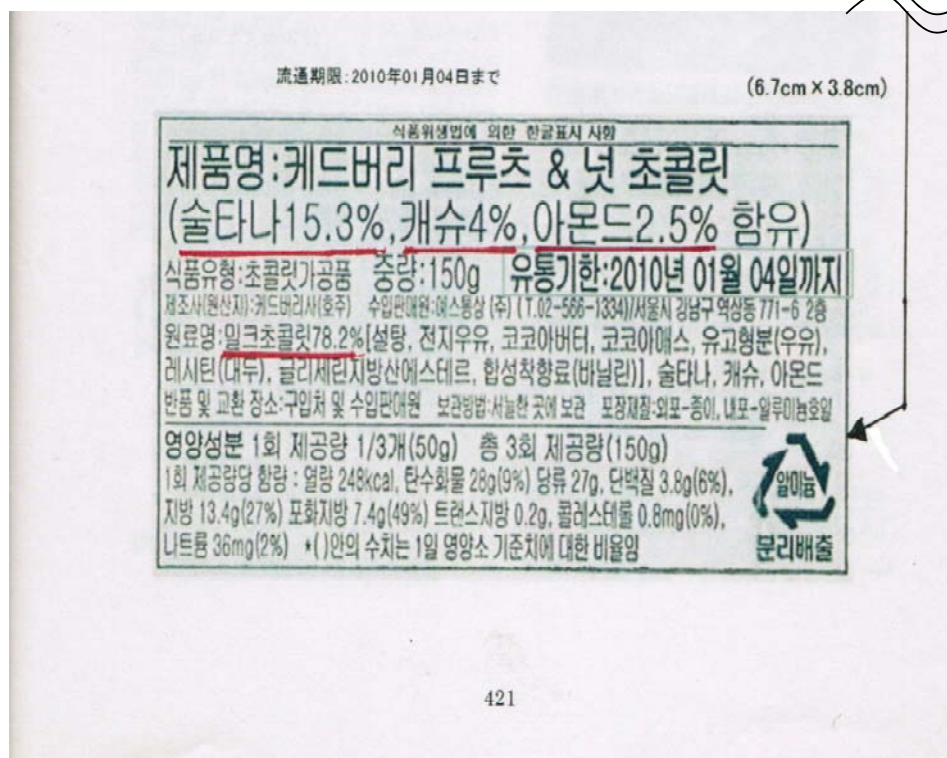 流通期限:2010年01月04日まで
(6.7cm×3.8cm)
식품위생법에 의한 한글표시 사항
제품명:케드버리 프루츠 & 넛 초콜릿
(술타나15.3%,캐슈4%,아몬드2.5% 함유)
식품유형:초콜릿가공품 중량:150g 유통기한:2010년 01월 04일까지
제조사(원산지):케드버리사(호주) 수입판매원:에스통상 (주) (T.02-566-1334)/서울시 강남구 역삼동 771-6 2층
원료명:밀크초콜릿78.2%[설탕, 전지우유, 코코아버터, 코코아매스, 유고형분(우유),
레시틴(대두), 글리세린지방산에스테르, 합성착향료(바닐린)], 술타나, 캐슈, 아몬드
반품 및 교환 장소:구입처 및 수입판매원 보관방법:서늘한 곳에 보관 포장재질:외포-종이, 내포-알루미늄호일
영양성분 1회 제공량 1/3개(50g) 총 3회 제공량(150g)
1회 제공량당 함량 : 열량 248kcal, 탄수화물 28g(9%) 당류 27g, 단백질 3.8g(6%),
지방 13.4g(27%) 포화지방 7.4g(49%) 트랜스지방 0.2g, 콜레스테롤 0.8mg(0%),
나트륨 36mg(2%) *( )안의 수치는 1일 영양소 기준치에 대한 비율임
알미늄
분리배출
421